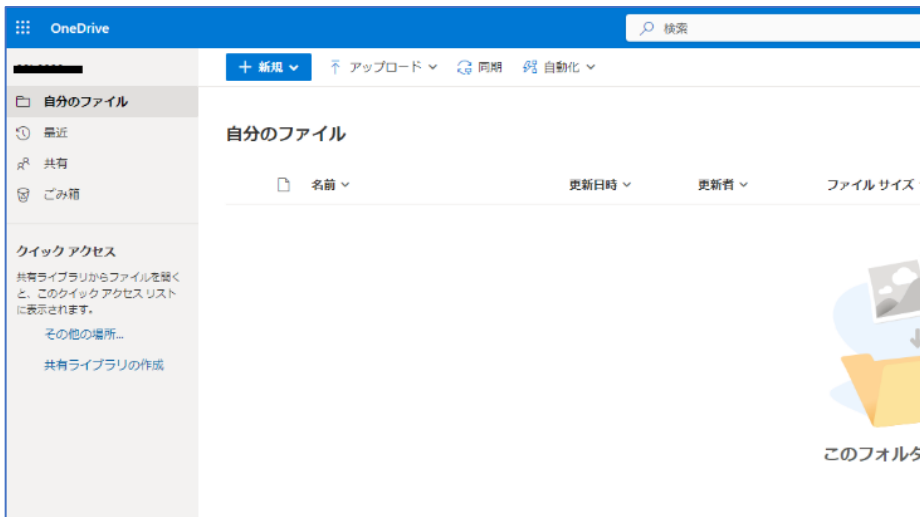 OneDrive
検索
新規
アップロード
同期
自動化
自分のファイル
最近
共有
ごみ箱
クイック アクセス
共有ライブラリからファイルを開く
と、このクイック アクセス リスト
に表示されます。
その他の場所...
共有ライブラリの作成
自分のファイル
名前
更新日時
更新者
ファイル サイズ
このフォルダ